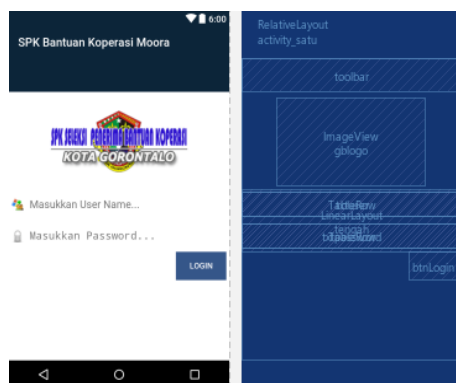 6:00
SPK Bantuan Koperasi Moora
SPK SELEKSI PENERIMA BANTUAN KOPERASI
KOTA GORONTALO
Masukkan User Name...
Masukkan Password...
LOGIN
RelativeLayout
activity_satu
toolbar
ImageView
gblogo
TableRow
LinearLayout
tengah
btnLogin